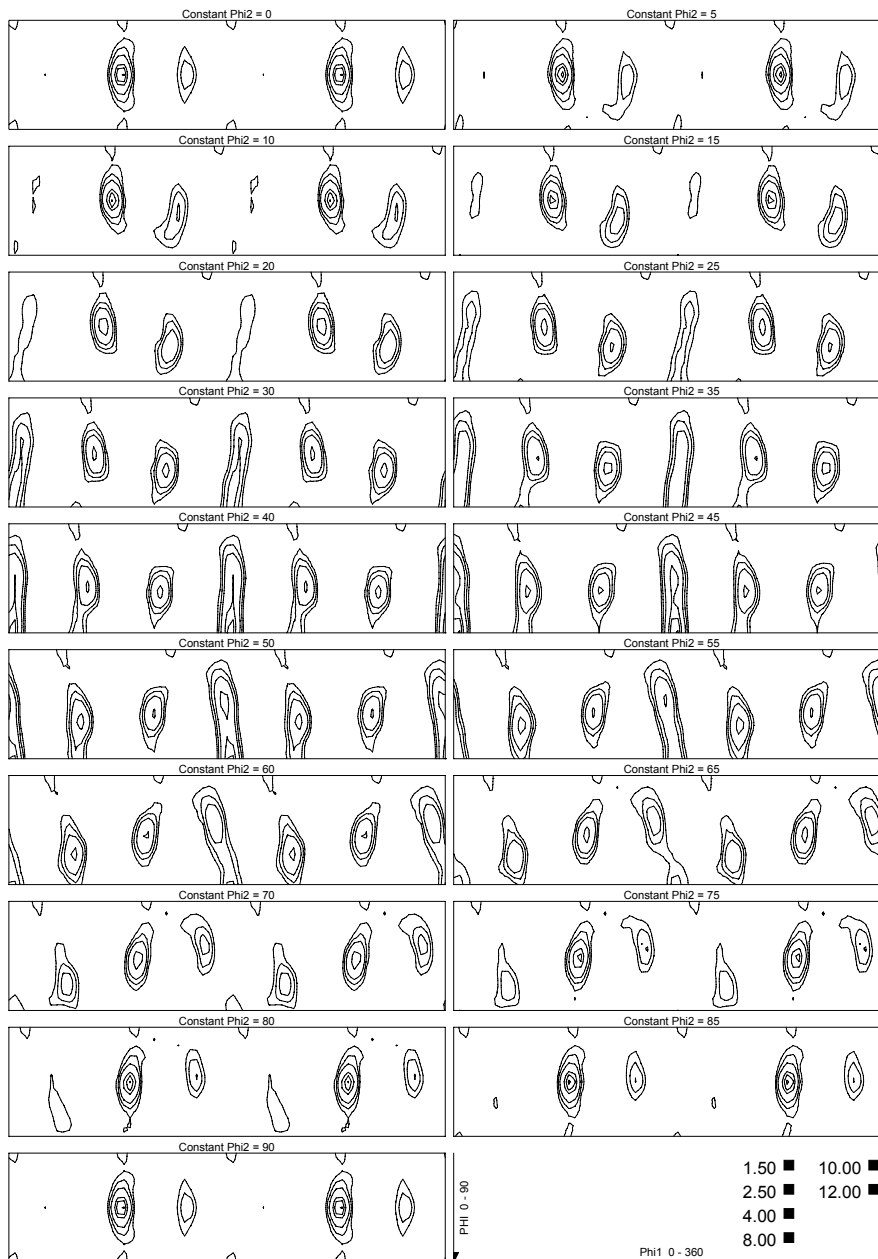 Constant Phi2 = 0
Constant Phi2 = 5
Constant Phi2 = 10
Constant Phi2 = 15
Constant Phi2 = 20
Constant Phi2 = 25
Constant Phi2 = 30
Constant Phi2 = 35
Constant Phi2 = 40
Constant Phi2 = 45
Constant Phi2 = 50
Constant Phi2 = 55
Constant Phi2 = 60
Constant Phi2 = 65
Constant Phi2 = 70
Constant Phi2 = 75
Constant Phi2 = 80
Constant Phi2 = 85
Constant Phi2 = 90
PHI 0 - 90
1.50 10.00
2.50 12.00
4.00
8.00
Phi1 0 - 360